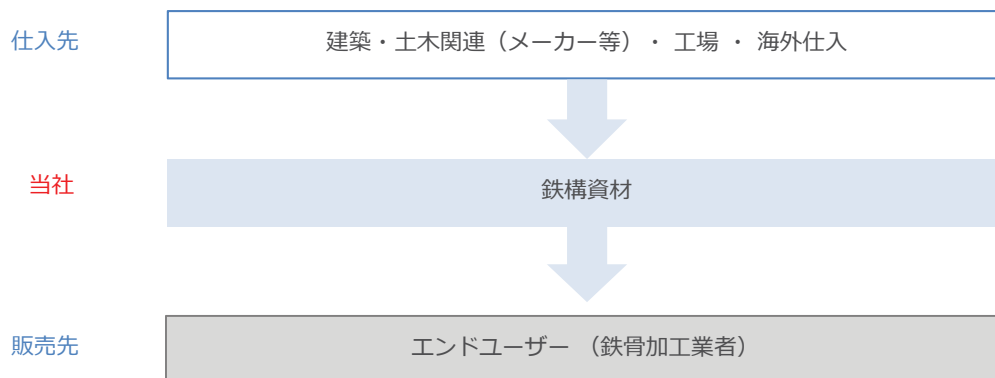 仕入先
建築・土木関連（メーカー等）・ 工場 ・ 海外仕入
当社
鉄構資材
販売先
エンドユーザー （鉄骨加工業者）